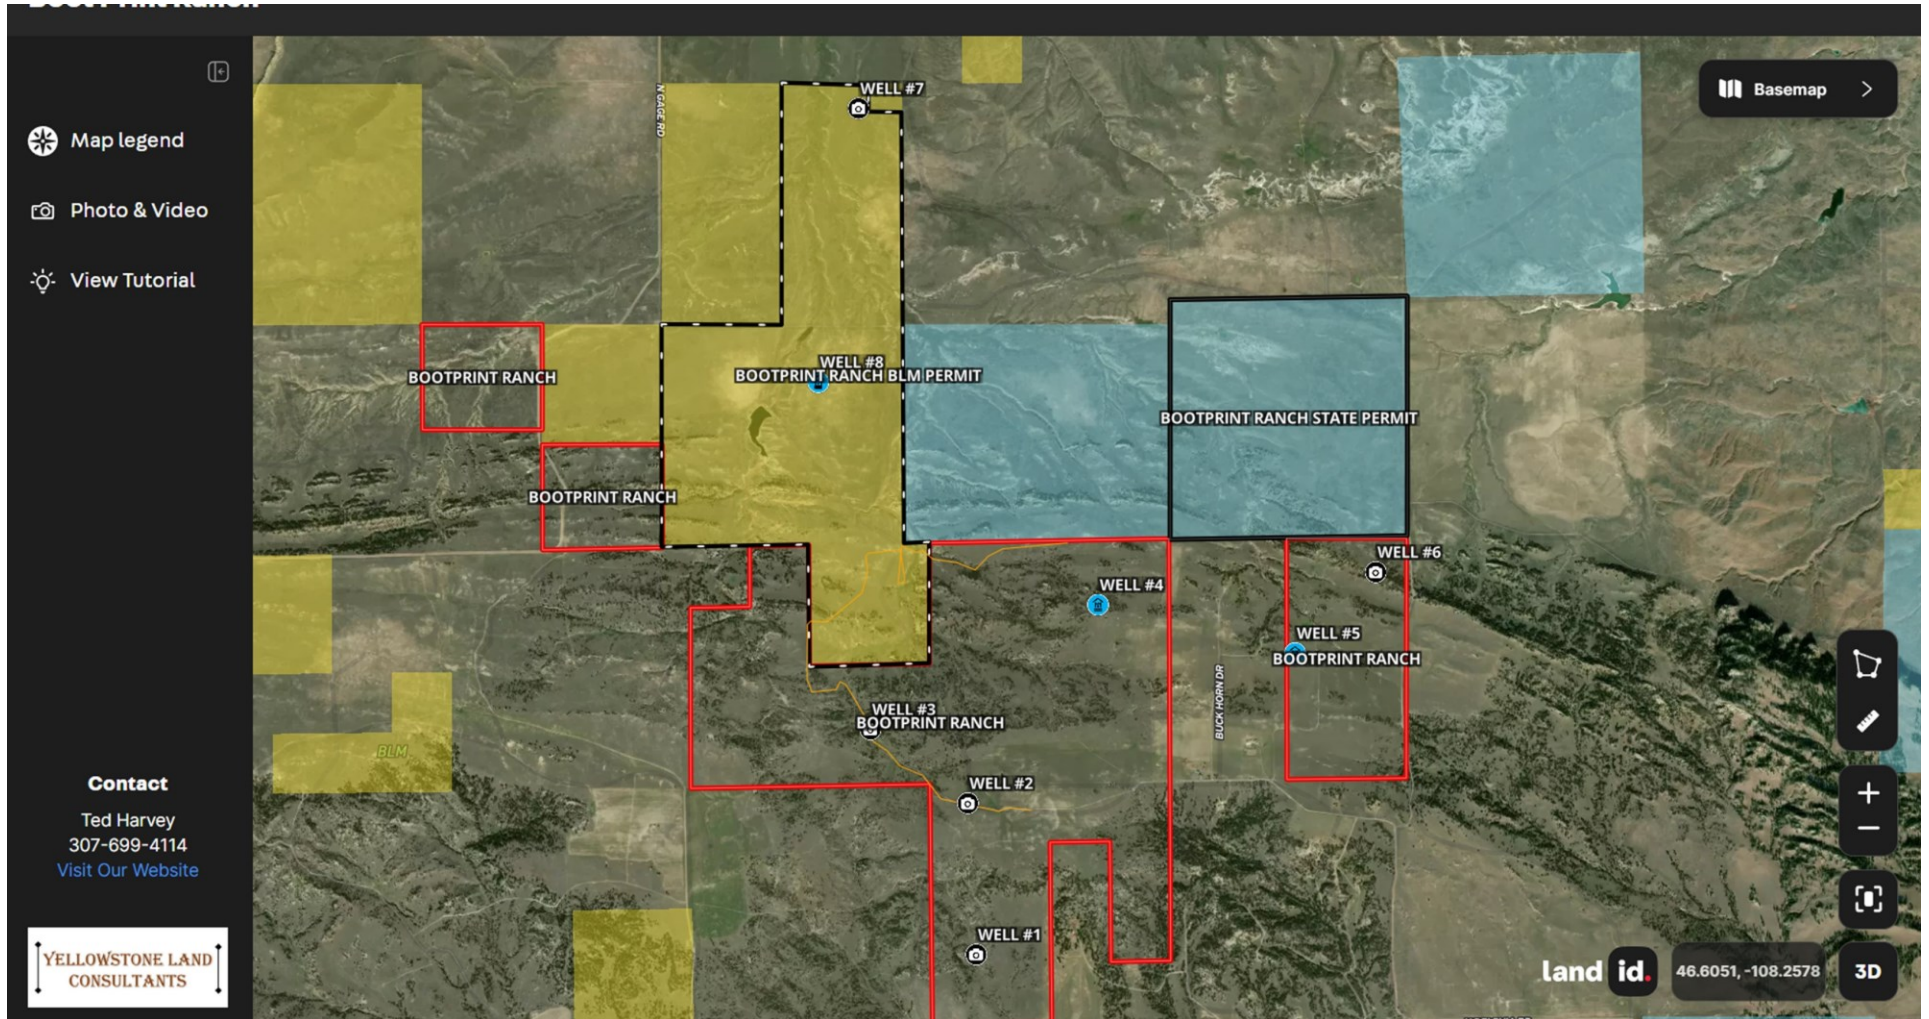 Boot Print Ranch
Map legend
Photo & Video
View Tutorial
Contact
Ted Harvey
307-699-4114
Visit Our Website
YELLOWSTONE LAND
CONSULTANTS
N GAGE RD
WELL #7
Basemap
BOOTPRINT RANCH
WELL #8
BOOTPRINT RANCH BLM PERMIT
BOOTPRINT RANCH STATE PERMIT
BOOTPRINT RANCH
WELL #6
WELL #4
WELL #5
BOOTPRINT RANCH
BUCK HORN DR
WELL #3
BOOTPRINT RANCH
BLM
WELL #2
WELL #1
land id.
46.6051, -108.2578
3D